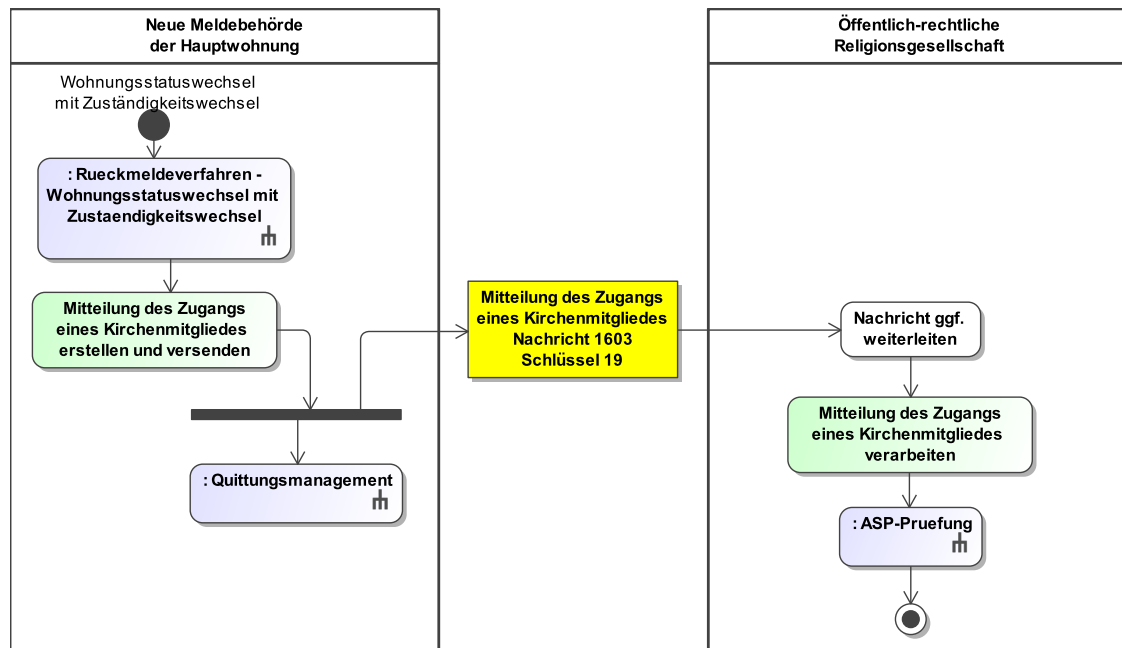 Neue Meldebehörde
der Hauptwohnung
Öffentlich-rechtliche
Religionsgesellschaft
Wohnungsstatuswechsel
mit Zuständigkeitswechsel
: Rueckmeldeverfahren -
Wohnungsstatuswechsel mit
Zustaendigkeitswechsel
Mitteilung des Zugangs
eines Kirchenmitgliedes
erstellen und versenden
: Quittungsmanagement
Mitteilung des Zugangs
eines Kirchenmitgliedes
Nachricht 1603
Schlüssel 19
Nachricht ggf.
weiterleiten
Mitteilung des Zugangs
eines Kirchenmitgliedes
verarbeiten
: ASP-Pruefung